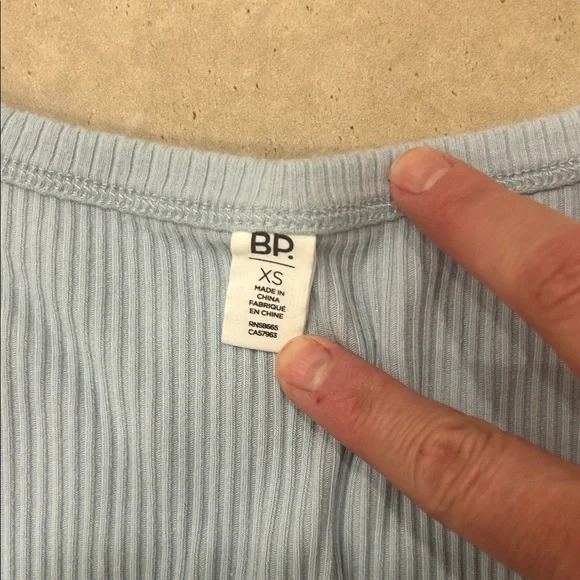 BP.
XS
MADE IN
CHINA
FABRIQUÉ
EN CHINE
RN58665
CA57963